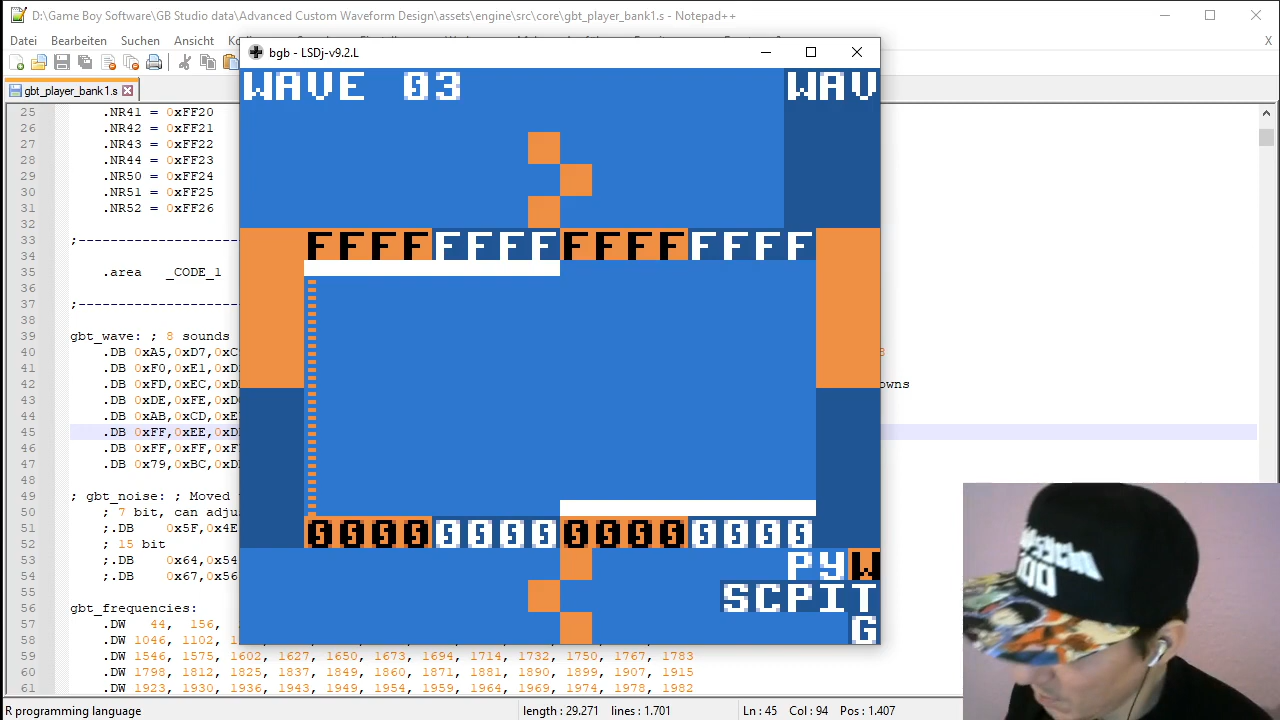 D:\Game Boy Software\GB Studio data\Advanced Custom Waveform Design\assets\engine\src\core\gbt_player_bank1.s - Notepad++
Datei Bearbeiten Suchen Ansicht
X
gbt_player_bank1.s
bgb - LSDj-v9.2.L
WAVE 03 WAV
FFFFFFFFFFFFFFFF
0000000000000000
PYW
SCPIT
G
25 .NR41 = 0xFF20
26 .NR42 = 0xFF21
27 .NR43 = 0xFF22
28 .NR44 = 0xFF23
29 .NR50 = 0xFF24
30 .NR51 = 0xFF25
31 .NR52 = 0xFF26
32
33 ;---------------------
34
35 .area _CODE_1
36
37 ;---------------------
38
39 gbt_wave: ; 8 sounds
40 .DB 0xA5,0xD7,0xC
41 .DB 0xF0,0xE1,0xD
42 .DB 0xFD,0xEC,0xD owns
43 .DB 0xDE,0xFE,0xD
44 .DB 0xAB,0xCD,0xE
45 .DB 0xFF,0xEE,0xD
46 .DB 0xFF,0xFF,0xF
47 .DB 0x79,0xBC,0xD
48
49 ; gbt_noise: ; Moved
50 ; 7 bit, can adju
51 ;.DB 0x5F,0x4E
52 ; 15 bit
53 ;.DB 0x64,0x54
54 ;.DB 0x67,0x56
55
56 gbt_frequencies:
57 .DW 44, 156,
58 .DW 1046, 1102,
59 .DW 1546, 1575, 1602, 1627, 1650, 1673, 1694, 1714, 1732, 1750, 1767, 1783
60 .DW 1798, 1812, 1825, 1837, 1849, 1860, 1871, 1881, 1890, 1899, 1907, 1915
61 .DW 1923, 1930, 1936, 1943, 1949, 1954, 1959, 1964, 1969, 1974, 1978, 1982
R programming language length : 29.271 lines : 1.701 Ln : 45 Col : 94 Pos : 1.407